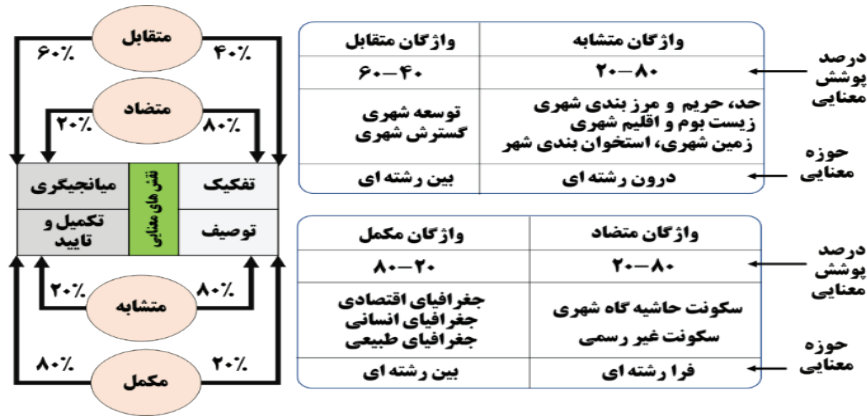 متقابل
۶۰٪ ۴۰٪
متضاد
۲۰٪ ۸۰٪
تفکیک
نقش های معنایی
میانجیگری
توصیف
تکمیل و
تایید
۲۰٪ ۸۰٪
متشابه
۸۰٪ ۲۰٪
مکمل
واژگان متشابه واژگان متقابل
۲۰–۸۰ ۶۰–۴۰
حد، حریم و مرز بندی شهری
زیست بوم و اقلیم شهری
زمین شهری، استخوان بندی شهر
توسعه شهری
گسترش شهری
درون رشته ای بین رشته ای
درصد
پوشش
معنایی
حوزه
معنایی
واژگان متضاد واژگان مکمل
۲۰–۸۰ ۸۰–۲۰
سکونت حاشیه گاه شهری
سکونت غیر رسمی
جغرافیای اقتصادی
جغرافیای انسانی
جغرافیای طبیعی
فرا رشته ای بین رشته ای
درصد
پوشش
معنایی
حوزه
معنایی